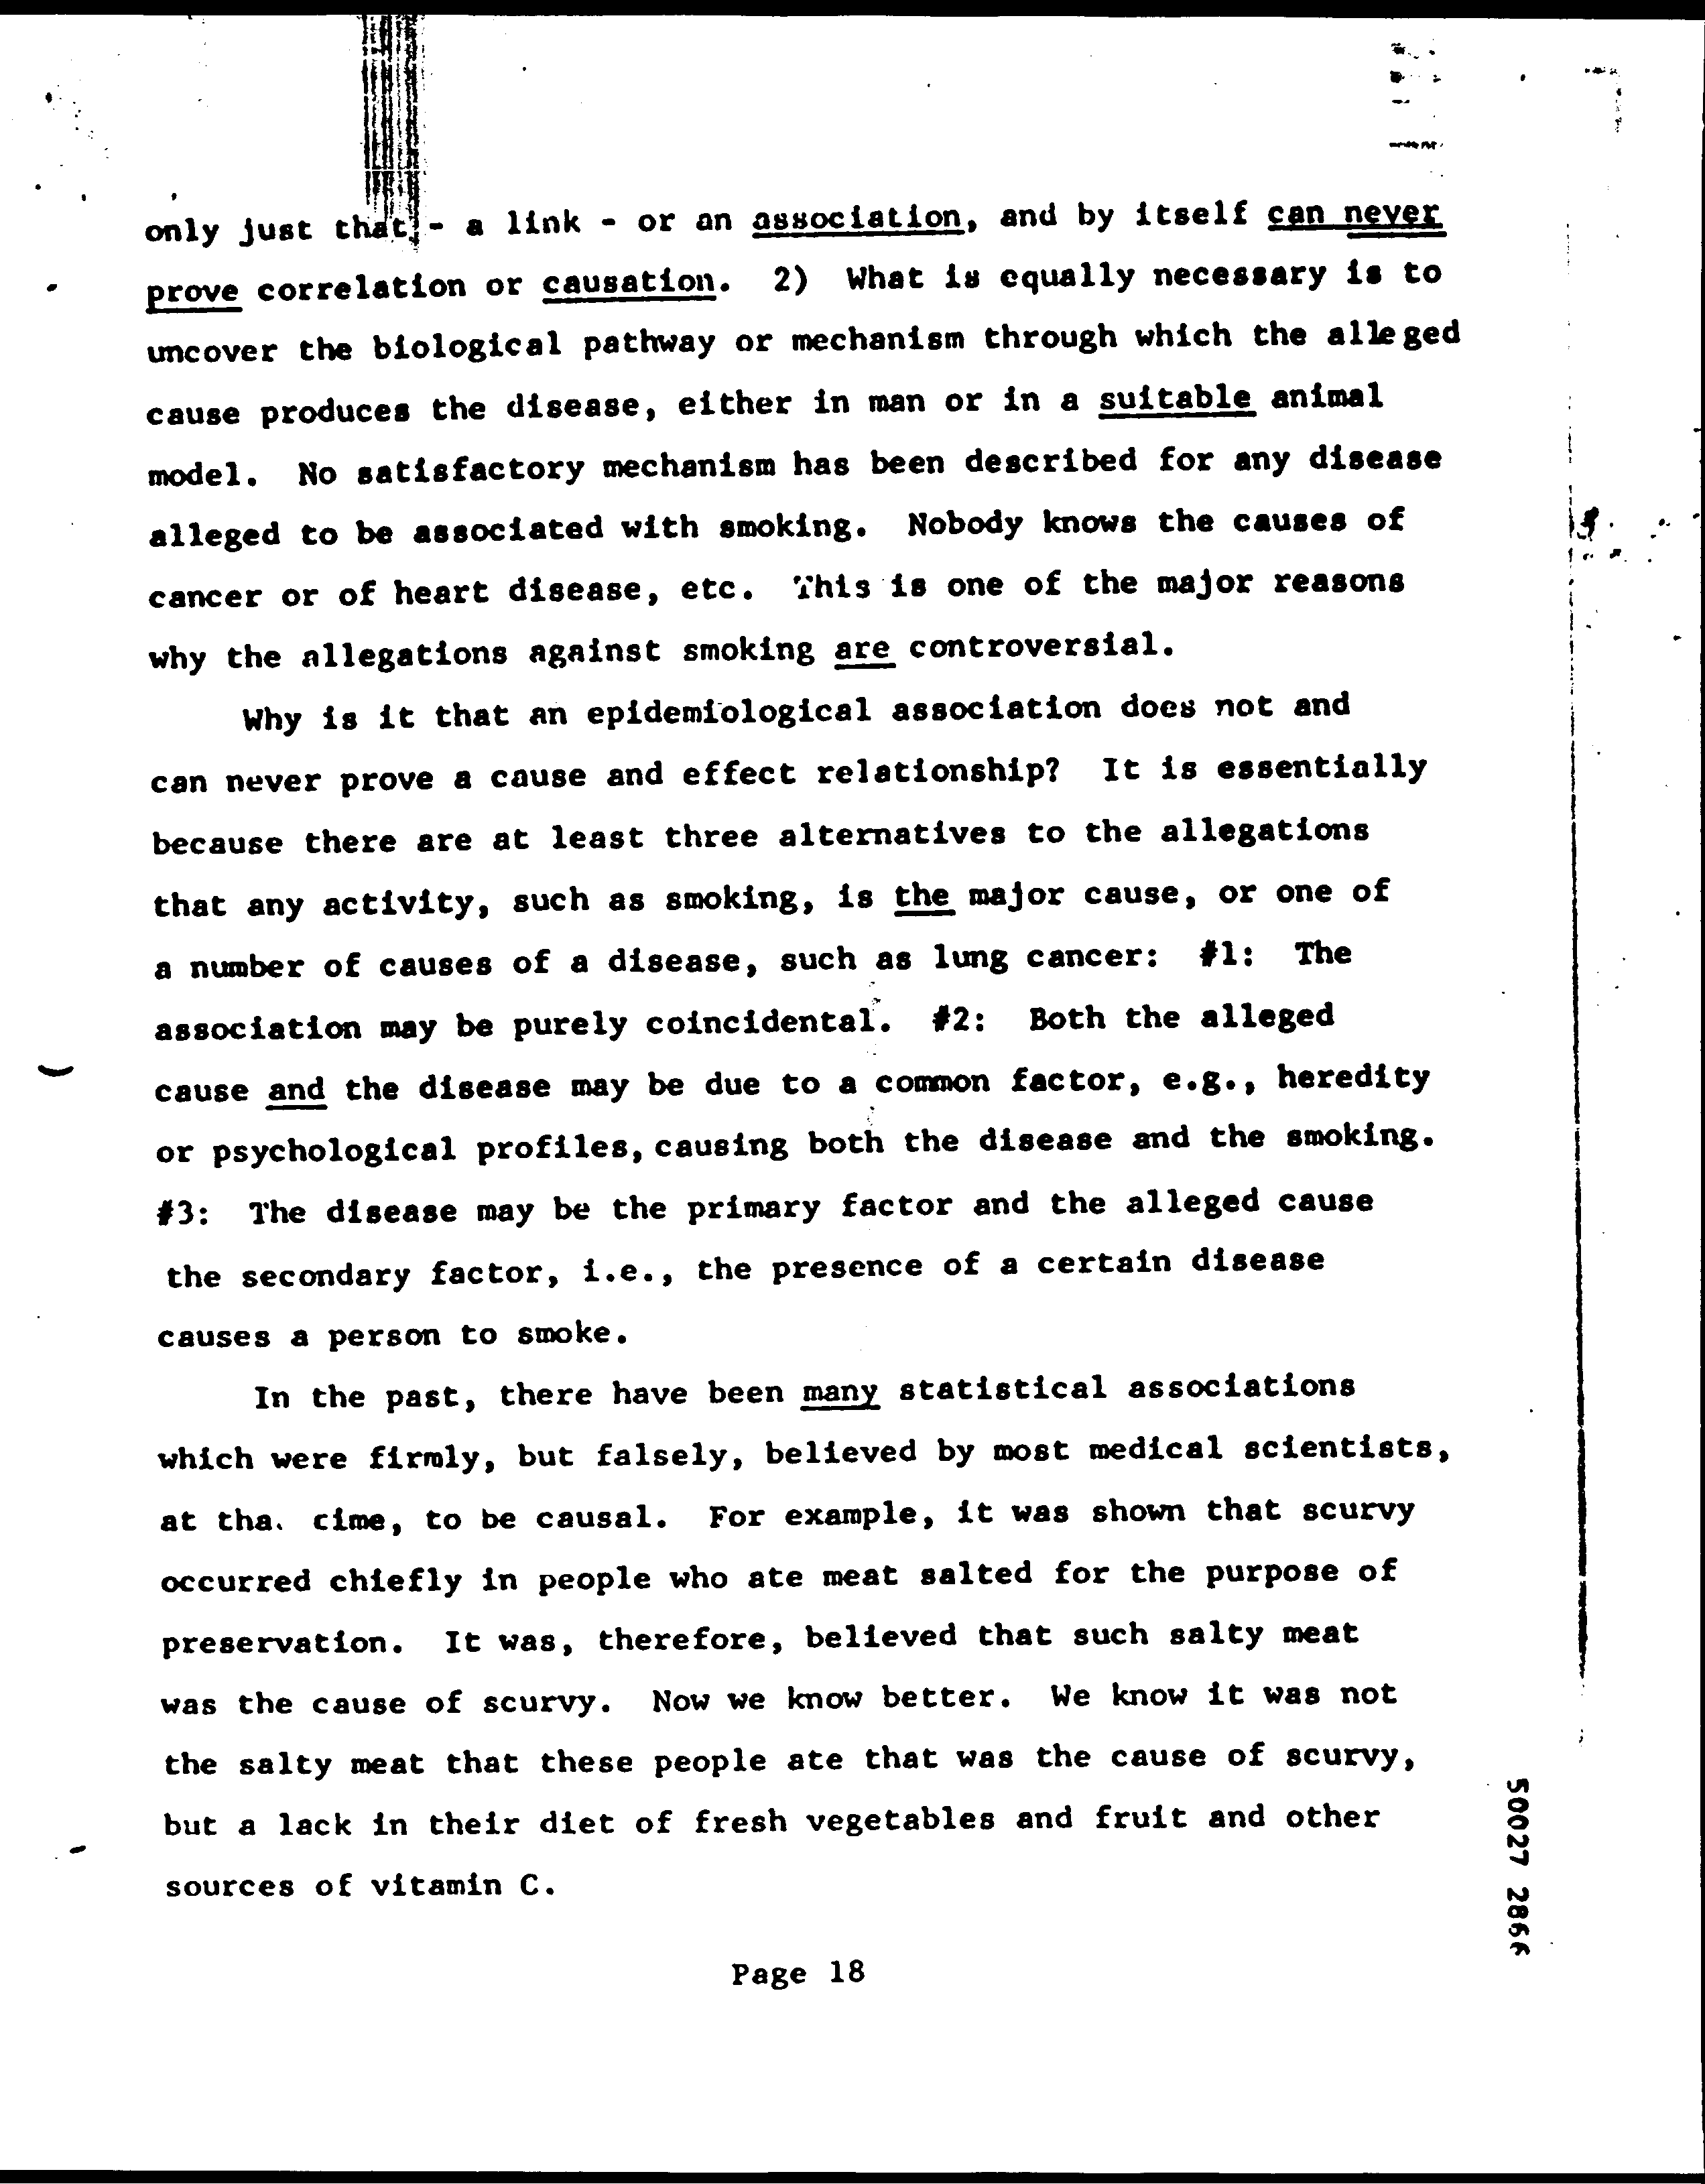 only just that - a link - or an association, and by itself can never
prove correlation or causation. 2) What is equally necessary is to
uncover the biological pathway or mechanism through which the alleged
cause produces the disease, either in man or in a suitable animal
model. No satisfactory mechanism has been described for any disease
alleged to be associated with smoking. Nobody knows the causes of
cancer or of heart disease, etc. This is one of the major reasons
why the allegations against smoking are controversial.
Why is it that an epidemiological association does not and
can never prove a cause and effect relationship? It is essentially
because there are at least three alternatives to the allegations
that any activity, such as smoking, is the major cause, or one of
a number of causes of a disease, such as lung cancer: #1: The
association may be purely coincidental. #2: Both the alleged
cause and the disease may be due to a common factor, e.g., heredity
or psychological profiles, causing both the disease and the smoking.
#3: The disease may be the primary factor and the alleged cause
the secondary factor, i.e., the presence of a certain disease
causes a person to smoke.
In the past, there have been many statistical associations
which were firmly, but falsely, believed by most medical scientists,
at tha. cime, to be causal. For example, it was shown that scurvy
occurred chiefly in people who ate meat salted for the purpose of
preservation. It was, therefore, believed that such salty meat
was the cause of scurvy. Now we know better. We know it was not
the salty meat that these people ate that was the cause of scurvy,
but a lack in their diet of fresh vegetables and fruit and other
sources of vitamin C.
Page 18
50027 2866